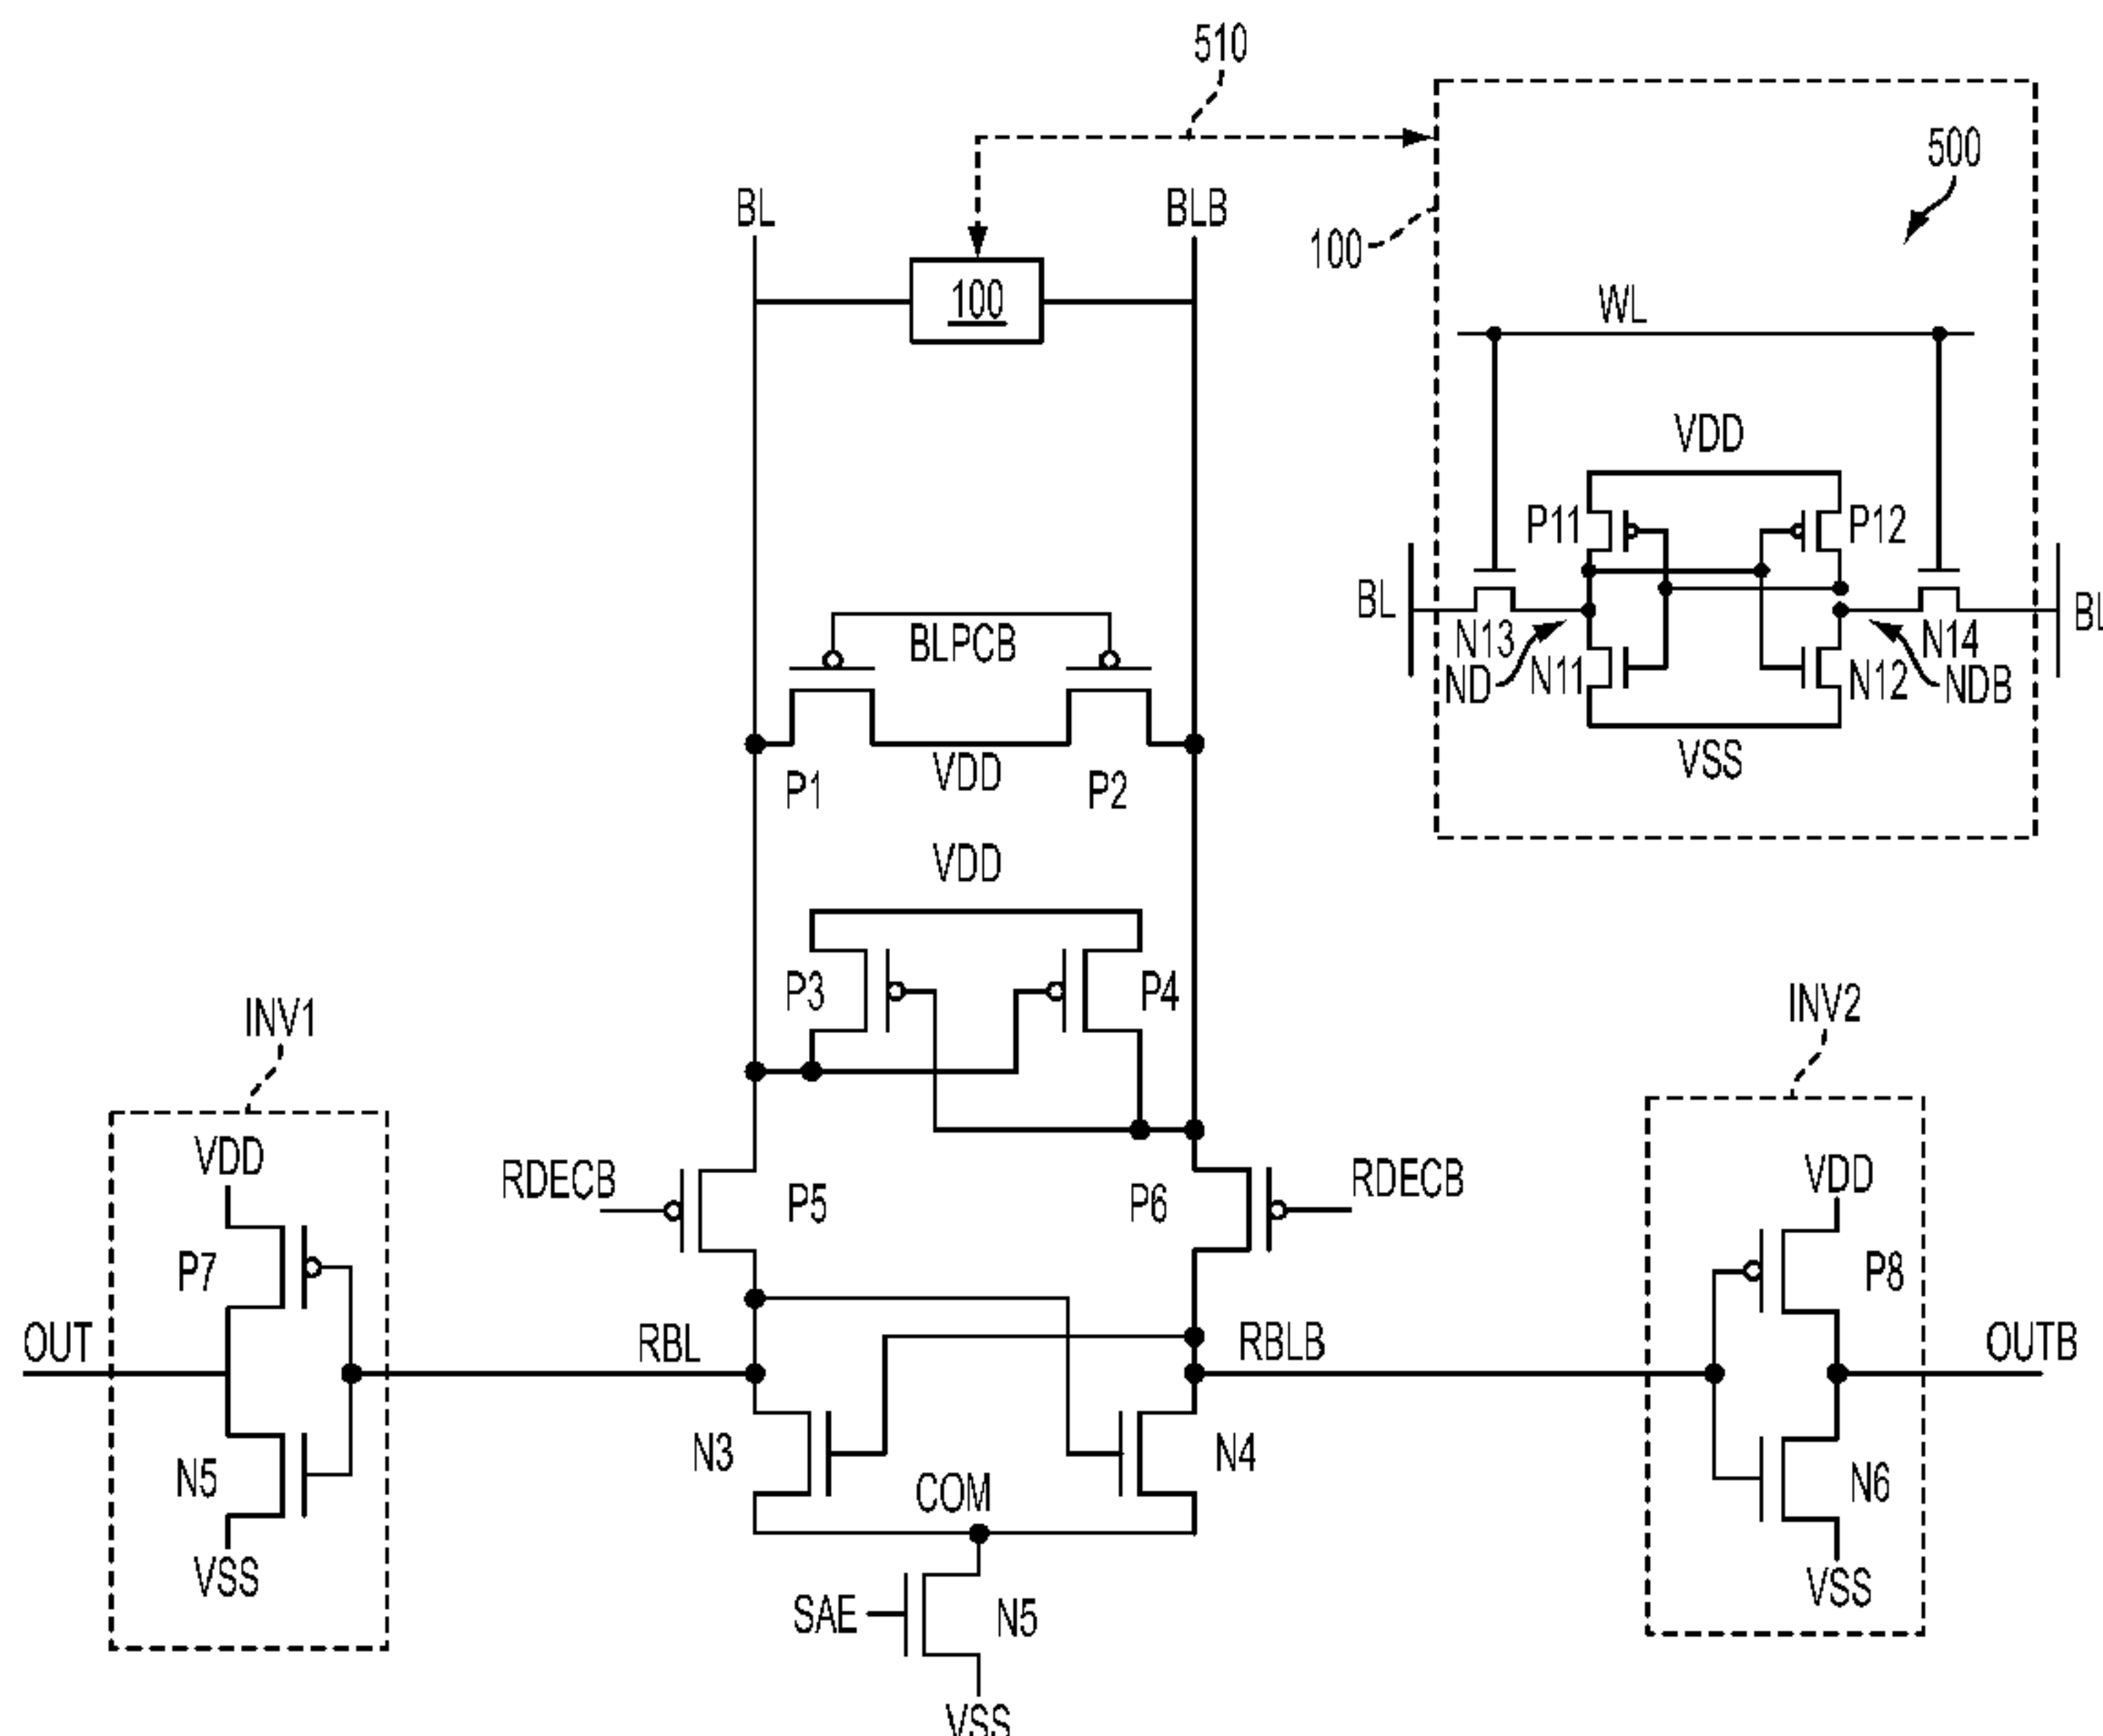 510
500
BL
BLB
100
100
WL
VDD
P11
P12
BL
BL
N13
N14
ND
N11
N12
NDB
VSS
BLPCB
P1
VDD
P2
VDD
P3
P4
INV1
INV2
VDD
RDECB
P5
P6
RDECB
VDD
P7
P8
OUT
RBL
RBLB
OUTB
N5
N3
COM
N4
N6
VSS
VSS
SAE
N5
VSS